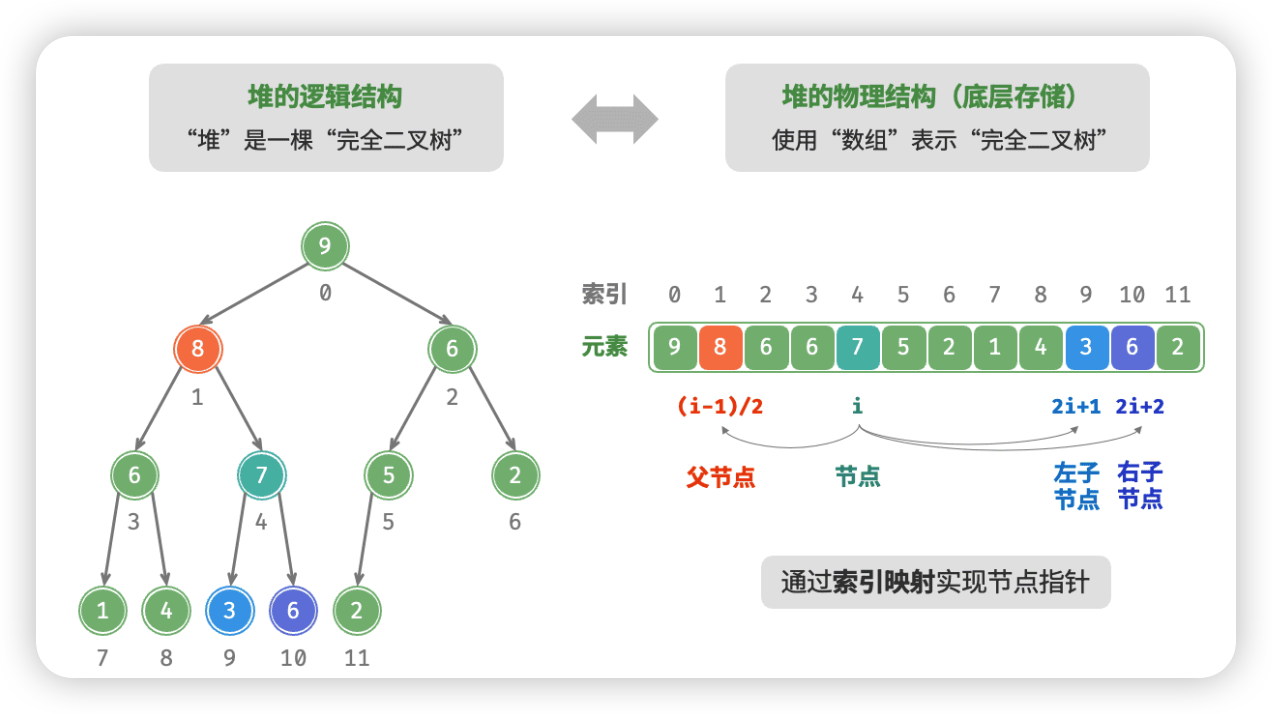 堆的逻辑结构
“堆”是一棵“完全二叉树”
堆的物理结构（底层存储）
使用“数组”表示“完全二叉树”
9
0
8
6
1
2
6
7
5
2
3
4
5
6
1
4
3
6
2
7
8
9
10
11
索引 0 1 2 3 4 5 6 7 8 9 10 11
元素 9 8 6 6 7 5 2 1 4 3 6 2
(i-1)/2 i 2i+1 2i+2
父节点
节点
左子
节点
右子
节点
通过索引映射实现节点指针